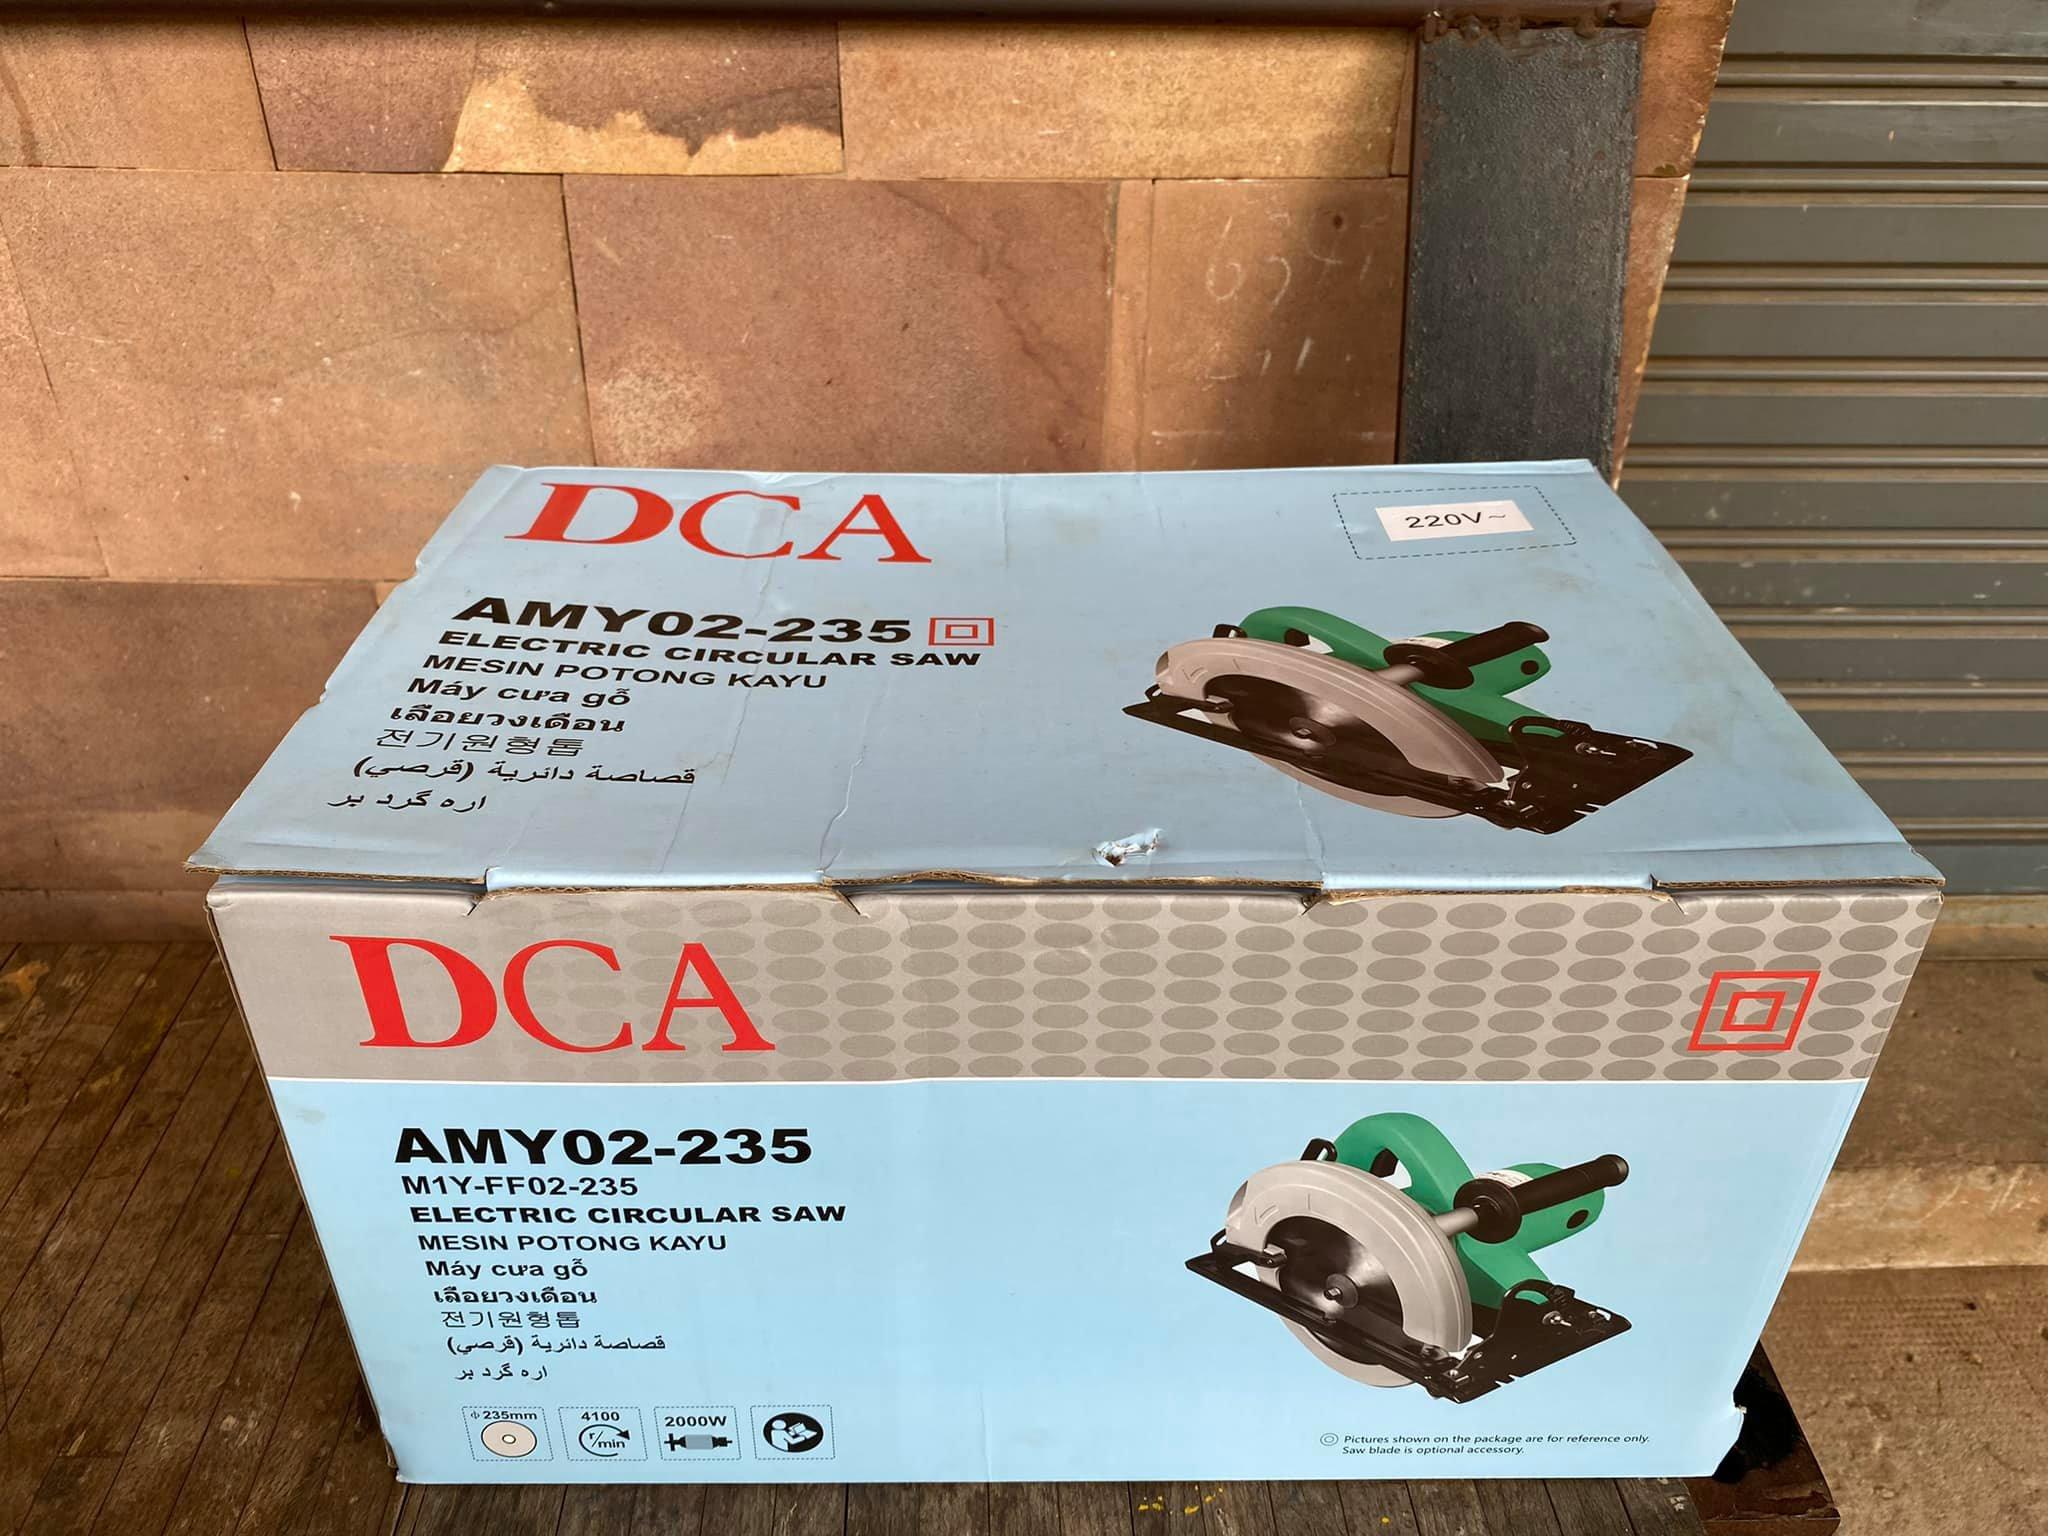 DCA
220V~
AMY02-235
ELECTRIC CIRCULAR SAW
MESIN POTONG KAYU
Máy cưa gỗ
เลื่อยวงเดือน
전기원형톱
قصاصة دائرية (قرصي)
اره گرد بر
DCA
AMY02-235
M1Y-FF02-235
ELECTRIC CIRCULAR SAW
MESIN POTONG KAYU
Máy cưa gỗ
เลื่อยวงเดือน
전기원형톱
قصاصة دائرية (قرصي)
اره گرد بر
ϕ 235mm
4100
r/min
2000W
Pictures shown on the package are for reference only.
Saw blade is optional accessory.